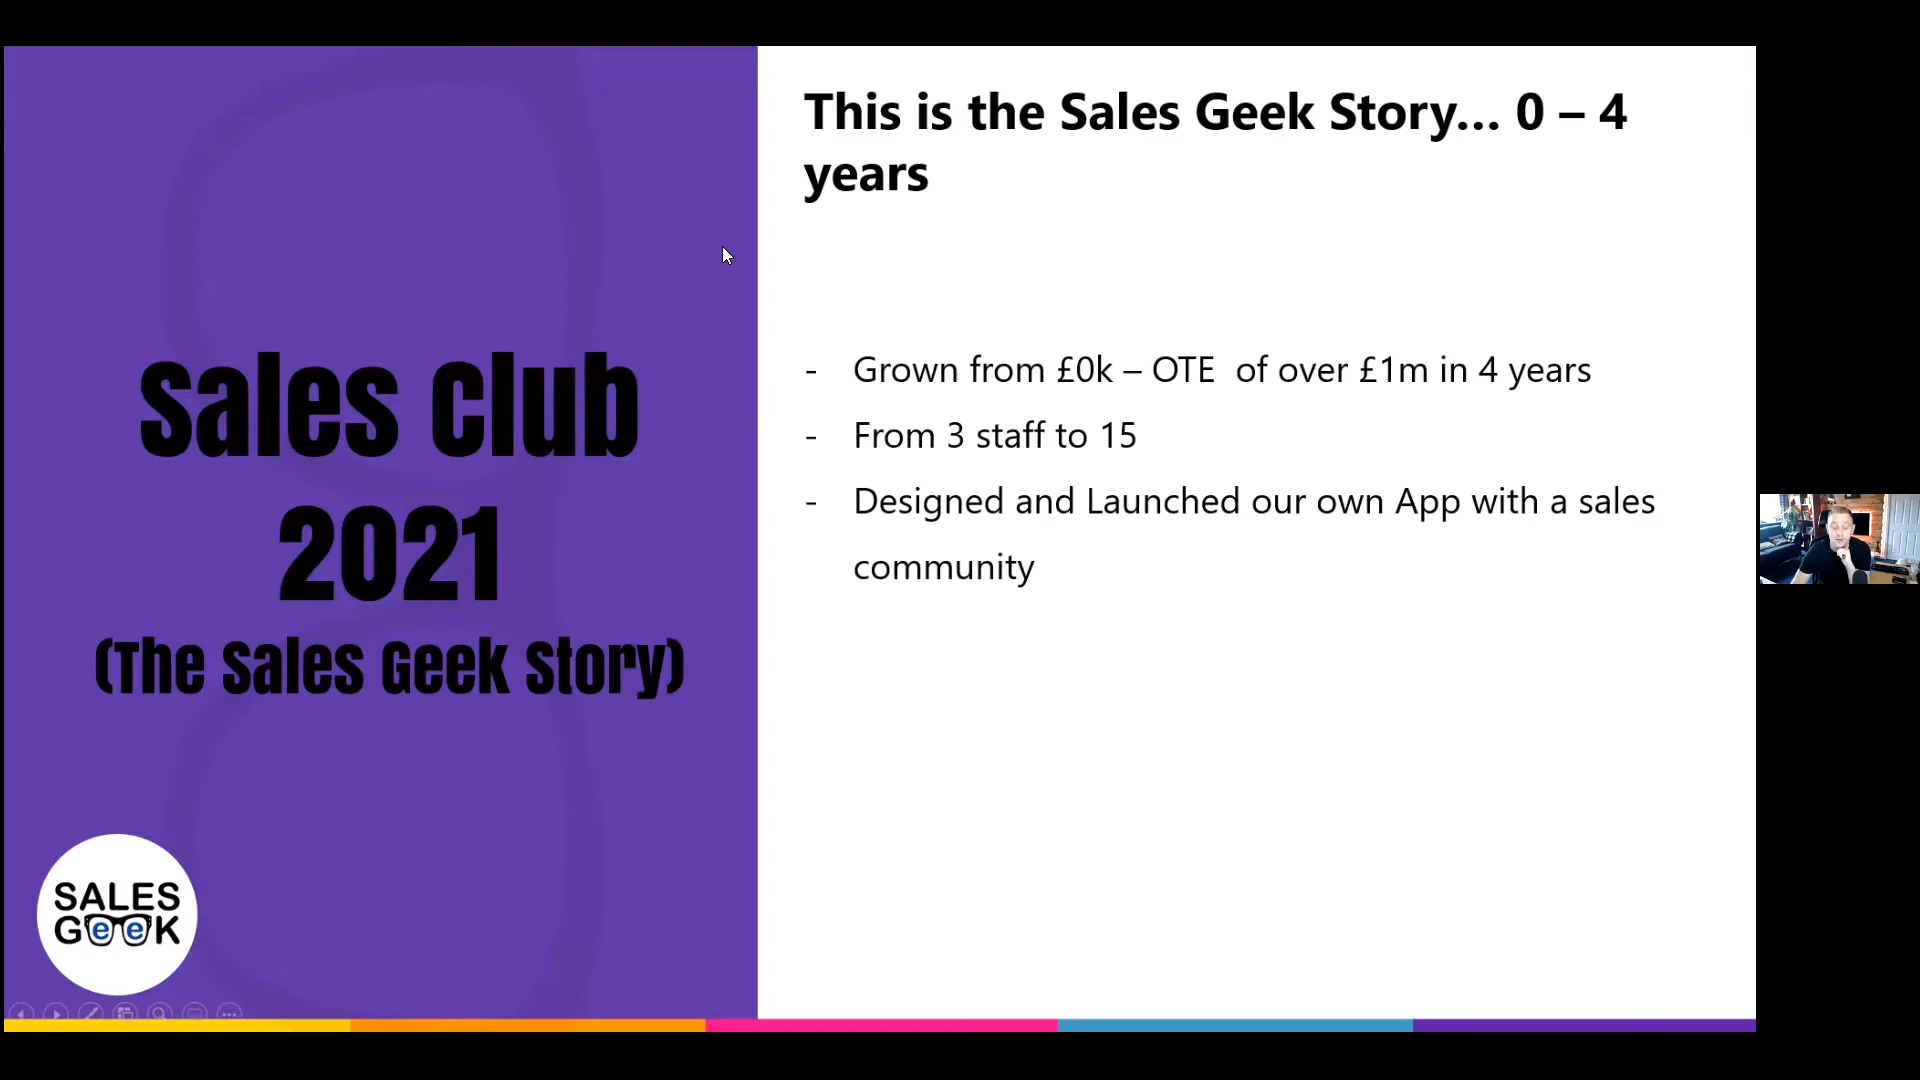 Sales Club
2021
(The Sales Geek Story)
SALES
GeeK
This is the Sales Geek Story... 0 – 4
years
- Grown from £0k – OTE  of over £1m in 4 years
- From 3 staff to 15
- Designed and Launched our own App with a sales
community